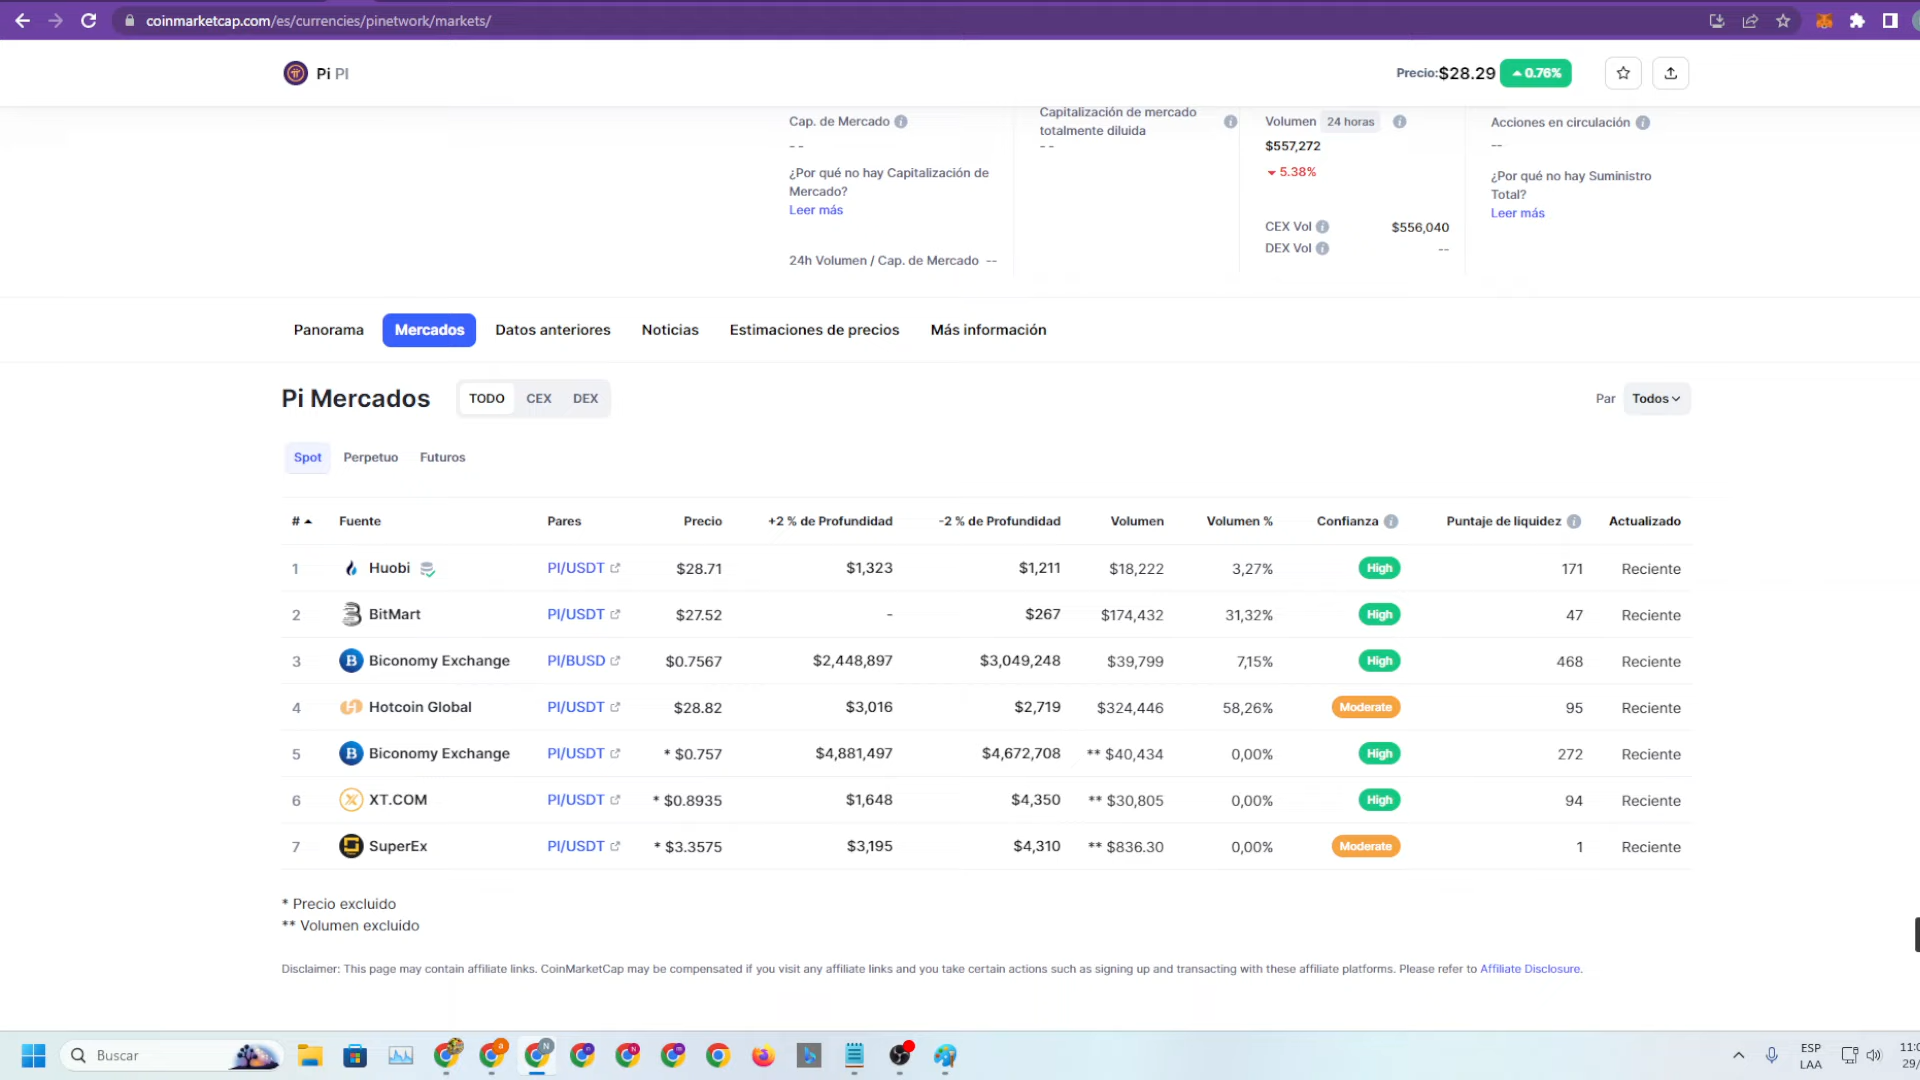 coinmarketcap.com/es/currencies/pinetwork/markets/
Pi PI
Precio:$28.29 0.76%
Cap. de Mercado
- -
¿Por qué no hay Capitalización de
Mercado?
Leer más
24h Volumen / Cap. de Mercado --
Capitalización de mercado
totalmente diluida
- -
Volumen 24 horas
$557,272
5.38%
CEX Vol $556,040
DEX Vol --
Acciones en circulación
--
¿Por qué no hay Suministro
Total?
Leer más
Panorama Mercados Datos anteriores Noticias Estimaciones de precios Más información
Pi Mercados TODO CEX DEX Par Todos
Spot Perpetuo Futuros
# Fuente Pares Precio +2 % de Profundidad -2 % de Profundidad Volumen Volumen % Confianza Puntaje de liquidez Actualizado
1 Huobi PI/USDT $28.71 $1,323 $1,211 $18,222 3,27% High 171 Reciente
2 BitMart PI/USDT $27.52 - $267 $174,432 31,32% High 47 Reciente
3 Biconomy Exchange PI/BUSD $0.7567 $2,448,897 $3,049,248 $39,799 7,15% High 468 Reciente
4 Hotcoin Global PI/USDT $28.82 $3,016 $2,719 $324,446 58,26% Moderate 95 Reciente
5 Biconomy Exchange PI/USDT * $0.757 $4,881,497 $4,672,708 ** $40,434 0,00% High 272 Reciente
6 XT.COM PI/USDT * $0.8935 $1,648 $4,350 ** $30,805 0,00% High 94 Reciente
7 SuperEx PI/USDT * $3.3575 $3,195 $4,310 ** $836.30 0,00% Moderate 1 Reciente
* Precio excluido
** Volumen excluido
Disclaimer: This page may contain affiliate links. CoinMarketCap may be compensated if you visit any affiliate links and you take certain actions such as signing up and transacting with these affiliate platforms. Please refer to Affiliate Disclosure.
Buscar
ESP
LAA
11:0
29/